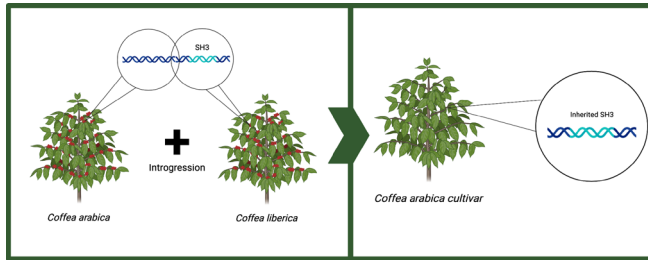 SH3
Introgression
Coffea arabica
Coffea liberica
Inherited SH3
Coffea arabica cultivar